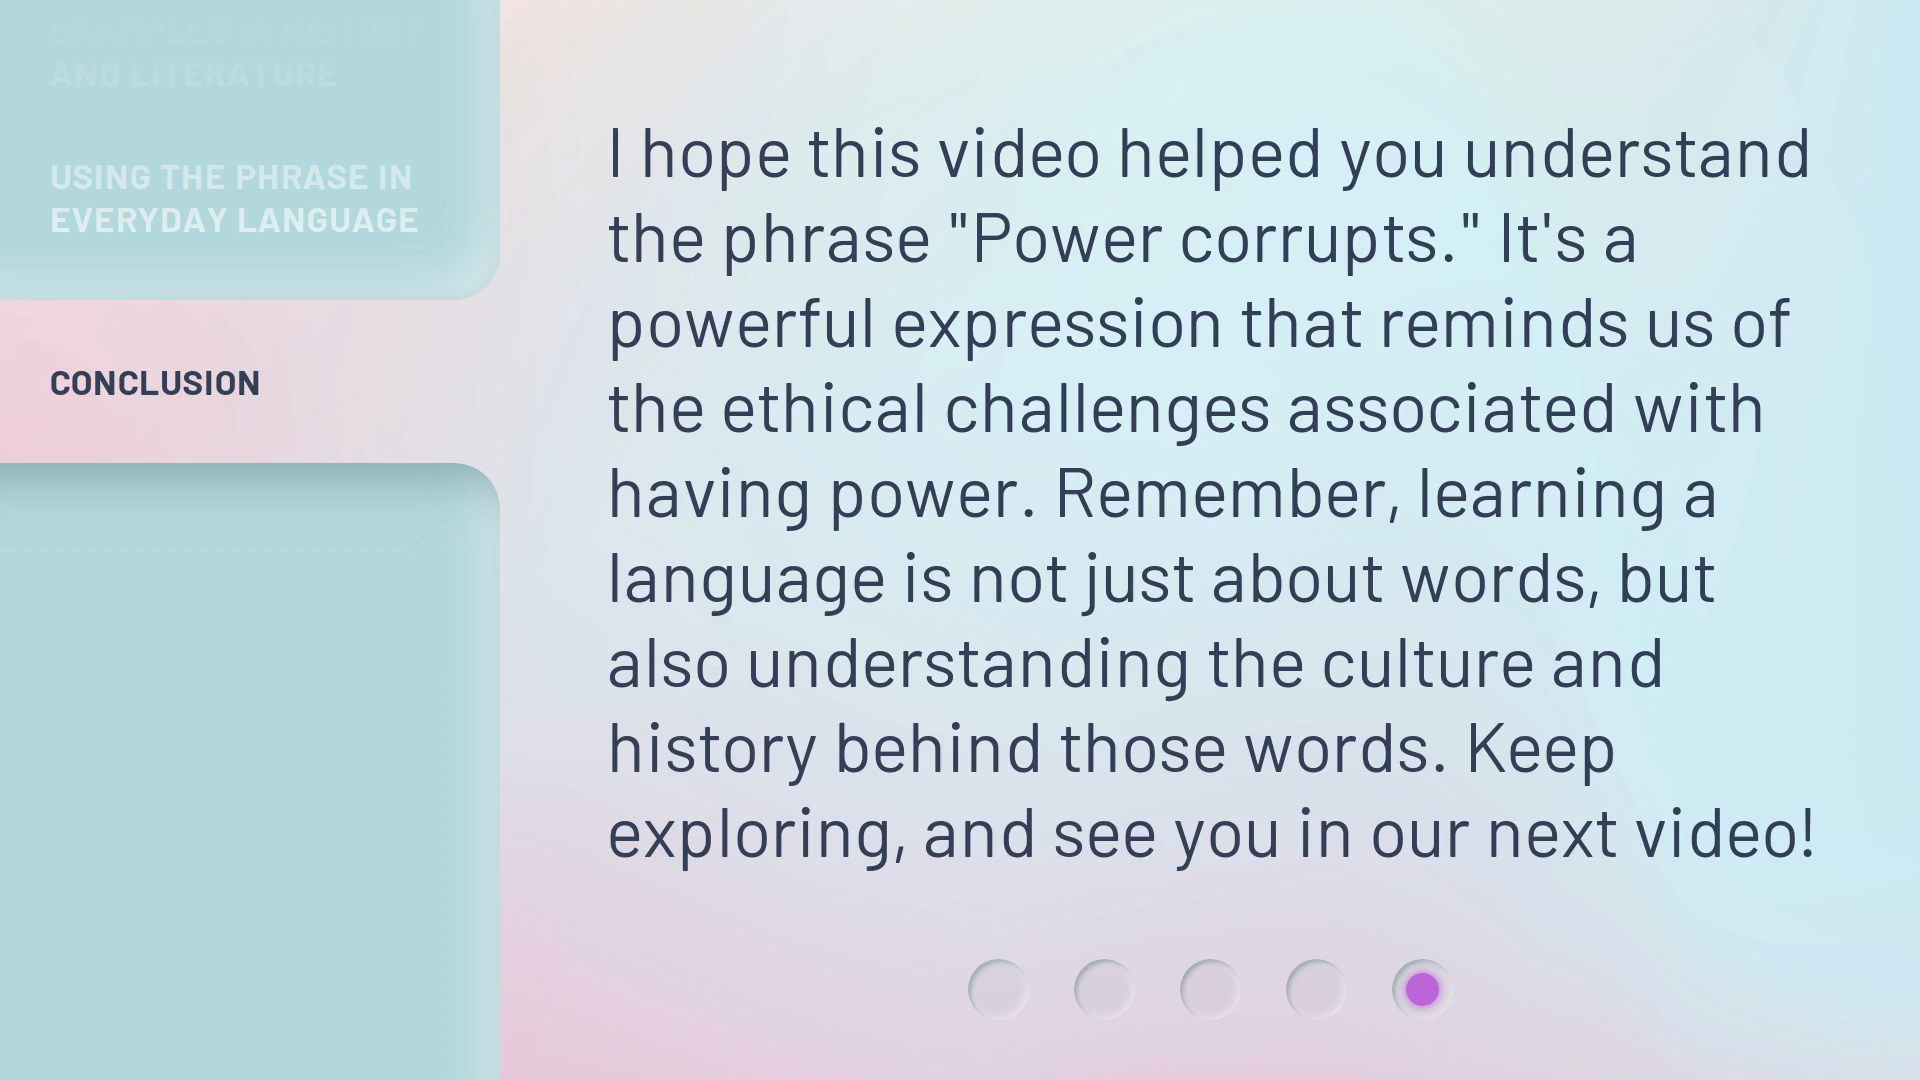 AND LITERATURE
USING THE PHRASE IN
EVERYDAY LANGUAGE
CONCLUSION
I hope this video helped you understand
the phrase "Power corrupts." It's a
powerful expression that reminds us of
the ethical challenges associated with
having power. Remember, learning a
language is not just about words, but
also understanding the culture and
history behind those words. Keep
exploring, and see you in our next video!